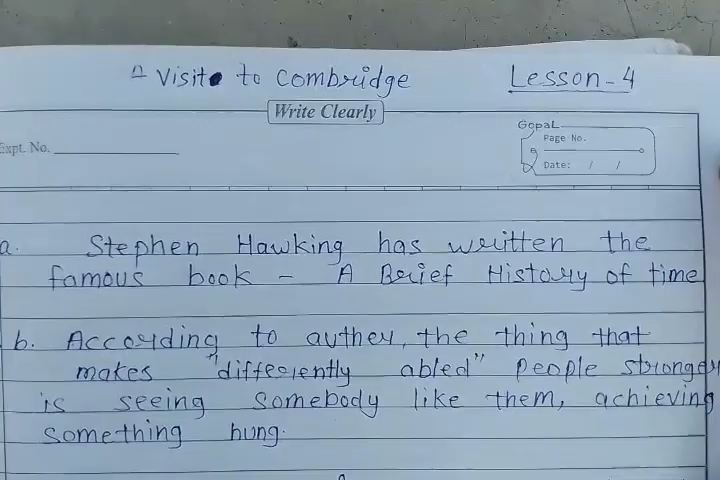 A Visit to Combridge Lesson-4
Write Clearly
Expt. No.
GopaL
Page No.
Date: / /
a. Stephen Hawking has written the
famous book - A Brief History of time
b. According to auther, the thing that
makes "differently abled" people stronger
is seeing somebody like them, achieving
something hung.